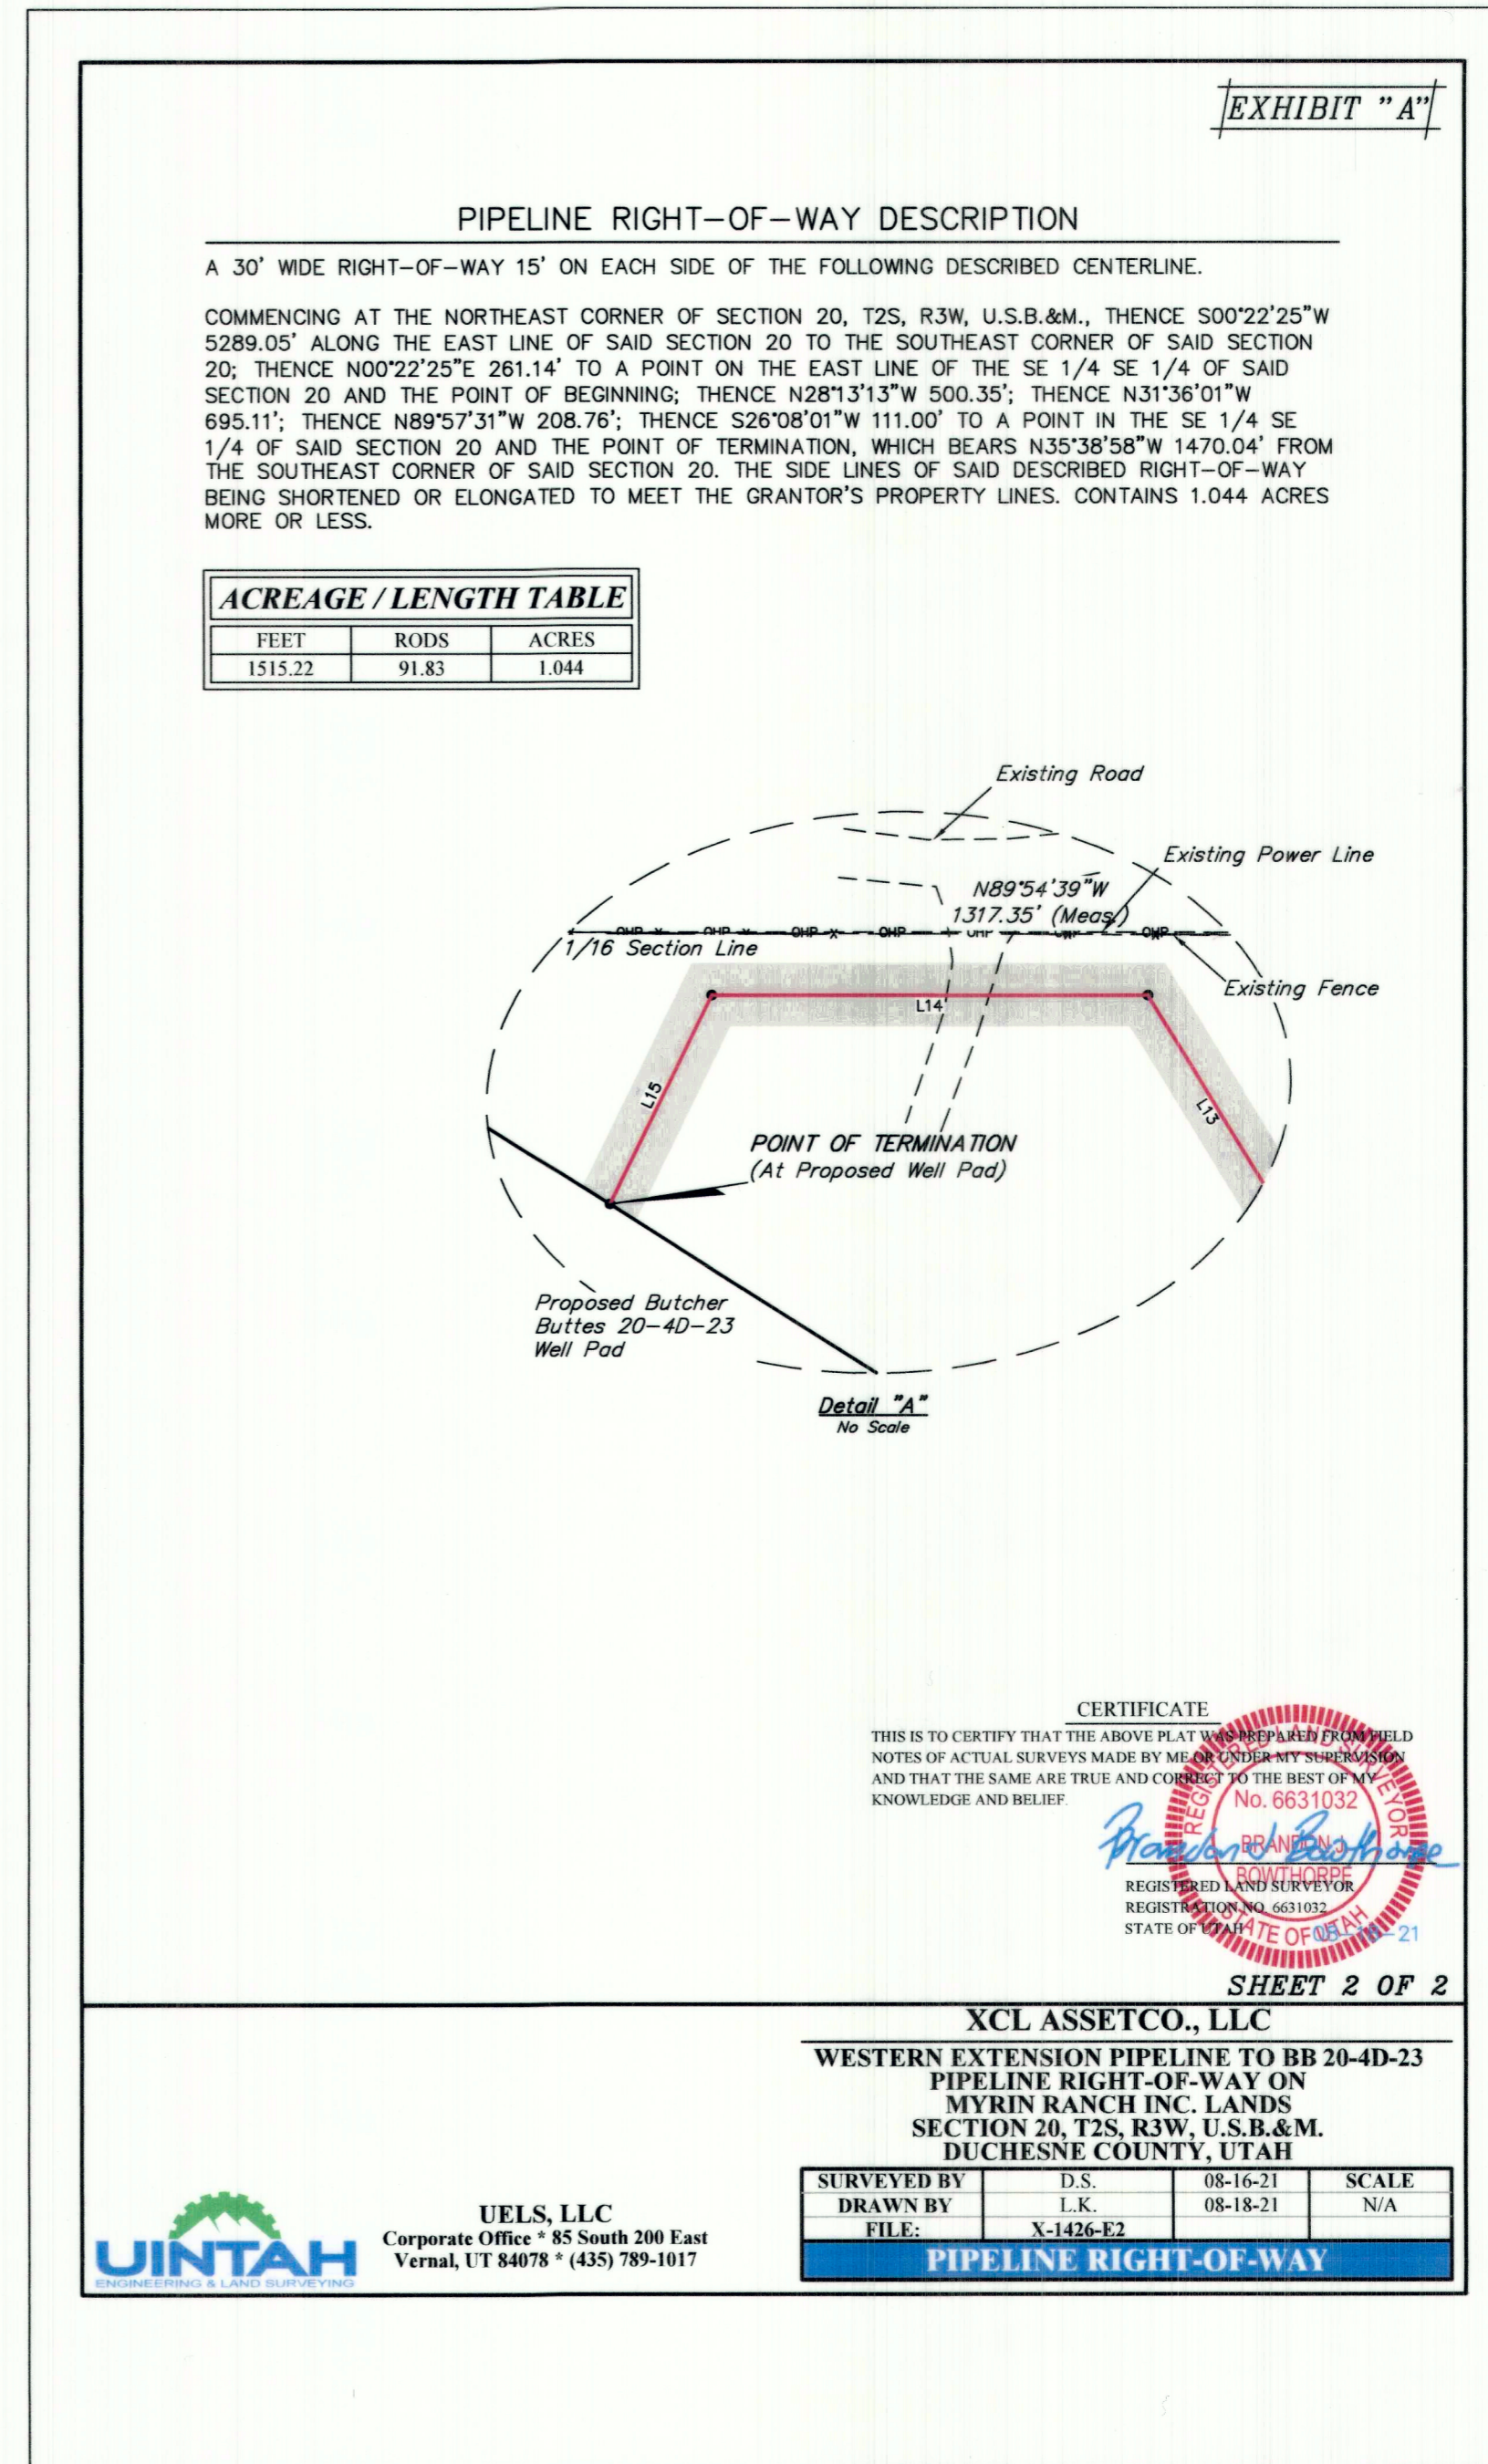 EXHIBIT "A"
PIPELINE RIGHT-OF-WAY DESCRIPTION
A 30' WIDE RIGHT-OF-WAY 15' ON EACH SIDE OF THE FOLLOWING DESCRIBED CENTERLINE.
COMMENCING AT THE NORTHEAST CORNER OF SECTION 20, T2S, R3W, U.S.B.&M., THENCE S00°22'25"W
5289.05' ALONG THE EAST LINE OF SAID SECTION 20 TO THE SOUTHEAST CORNER OF SAID SECTION
20; THENCE N00°22'25"E 261.14' TO A POINT ON THE EAST LINE OF THE SE 1/4 SE 1/4 OF SAID
SECTION 20 AND THE POINT OF BEGINNING; THENCE N28°13'13"W 500.35'; THENCE N31°36'01"W
695.11'; THENCE N89°57'31"W 208.76'; THENCE S26°08'01"W 111.00' TO A POINT IN THE SE 1/4 SE
1/4 OF SAID SECTION 20 AND THE POINT OF TERMINATION, WHICH BEARS N35°38'58"W 1470.04' FROM
THE SOUTHEAST CORNER OF SAID SECTION 20. THE SIDE LINES OF SAID DESCRIBED RIGHT-OF-WAY
BEING SHORTENED OR ELONGATED TO MEET THE GRANTOR'S PROPERTY LINES. CONTAINS 1.044 ACRES
MORE OR LESS.
ACREAGE / LENGTH TABLE
FEET RODS ACRES
1515.22 91.83 1.044
Existing Road
Existing Power Line
N89°54'39"W
1317.35' (Meas.)
OHP OHP OHP OHP OHP OHP OHP
1/16 Section Line
Existing Fence
L14
L15
L13
POINT OF TERMINATION
(At Proposed Well Pad)
Proposed Butcher
Buttes 20-4D-23
Well Pad
Detail "A"
No Scale
CERTIFICATE
THIS IS TO CERTIFY THAT THE ABOVE PLAT WAS PREPARED FROM FIELD
NOTES OF ACTUAL SURVEYS MADE BY ME OR UNDER MY SUPERVISION
AND THAT THE SAME ARE TRUE AND CORRECT TO THE BEST OF MY
KNOWLEDGE AND BELIEF.
REGISTERED LAND SURVEYOR
No. 6631032
BRANDON J.
BOWTHORPE
STATE OF UTAH
Brandon J Bowthorpe
REGISTERED LAND SURVEYOR
REGISTRATION NO. 6631032
STATE OF UTAH
SHEET 2 OF 2
XCL ASSETCO., LLC
WESTERN EXTENSION PIPELINE TO BB 20-4D-23
PIPELINE RIGHT-OF-WAY ON
MYRIN RANCH INC. LANDS
SECTION 20, T2S, R3W, U.S.B.&M.
DUCHESNE COUNTY, UTAH
SURVEYED BY D.S. 08-16-21 SCALE
DRAWN BY L.K. 08-18-21 N/A
FILE: X-1426-E2
PIPELINE RIGHT-OF-WAY
UINTAH
ENGINEERING & LAND SURVEYING
UELS, LLC
Corporate Office * 85 South 200 East
Vernal, UT 84078 * (435) 789-1017